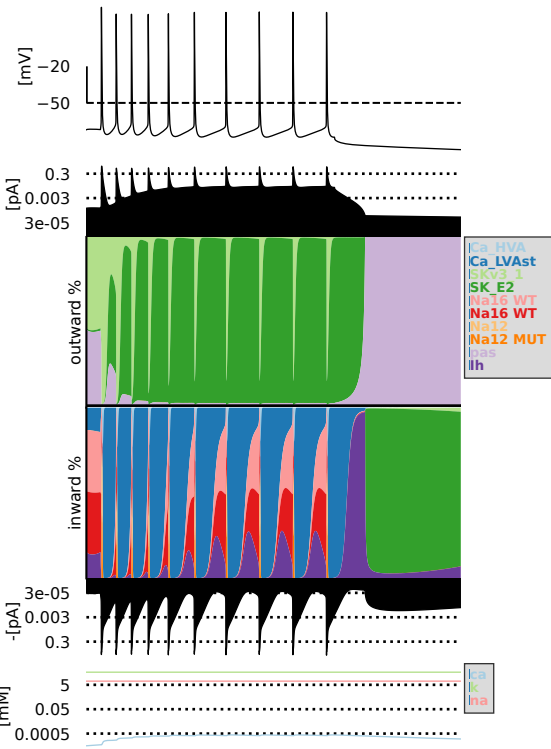 [mV]
−20
−50
[pA]
0.3
0.003
3e-05
outward %
Ca_HVA
Ca_LVAst
SKv3_1
SK_E2
Na16 WT
Na16 WT
Na12
Na12 MUT
pas
Ih
inward %
-[pA]
3e-05
0.003
0.3
[mM]
5
0.05
0.0005
ca
k
na